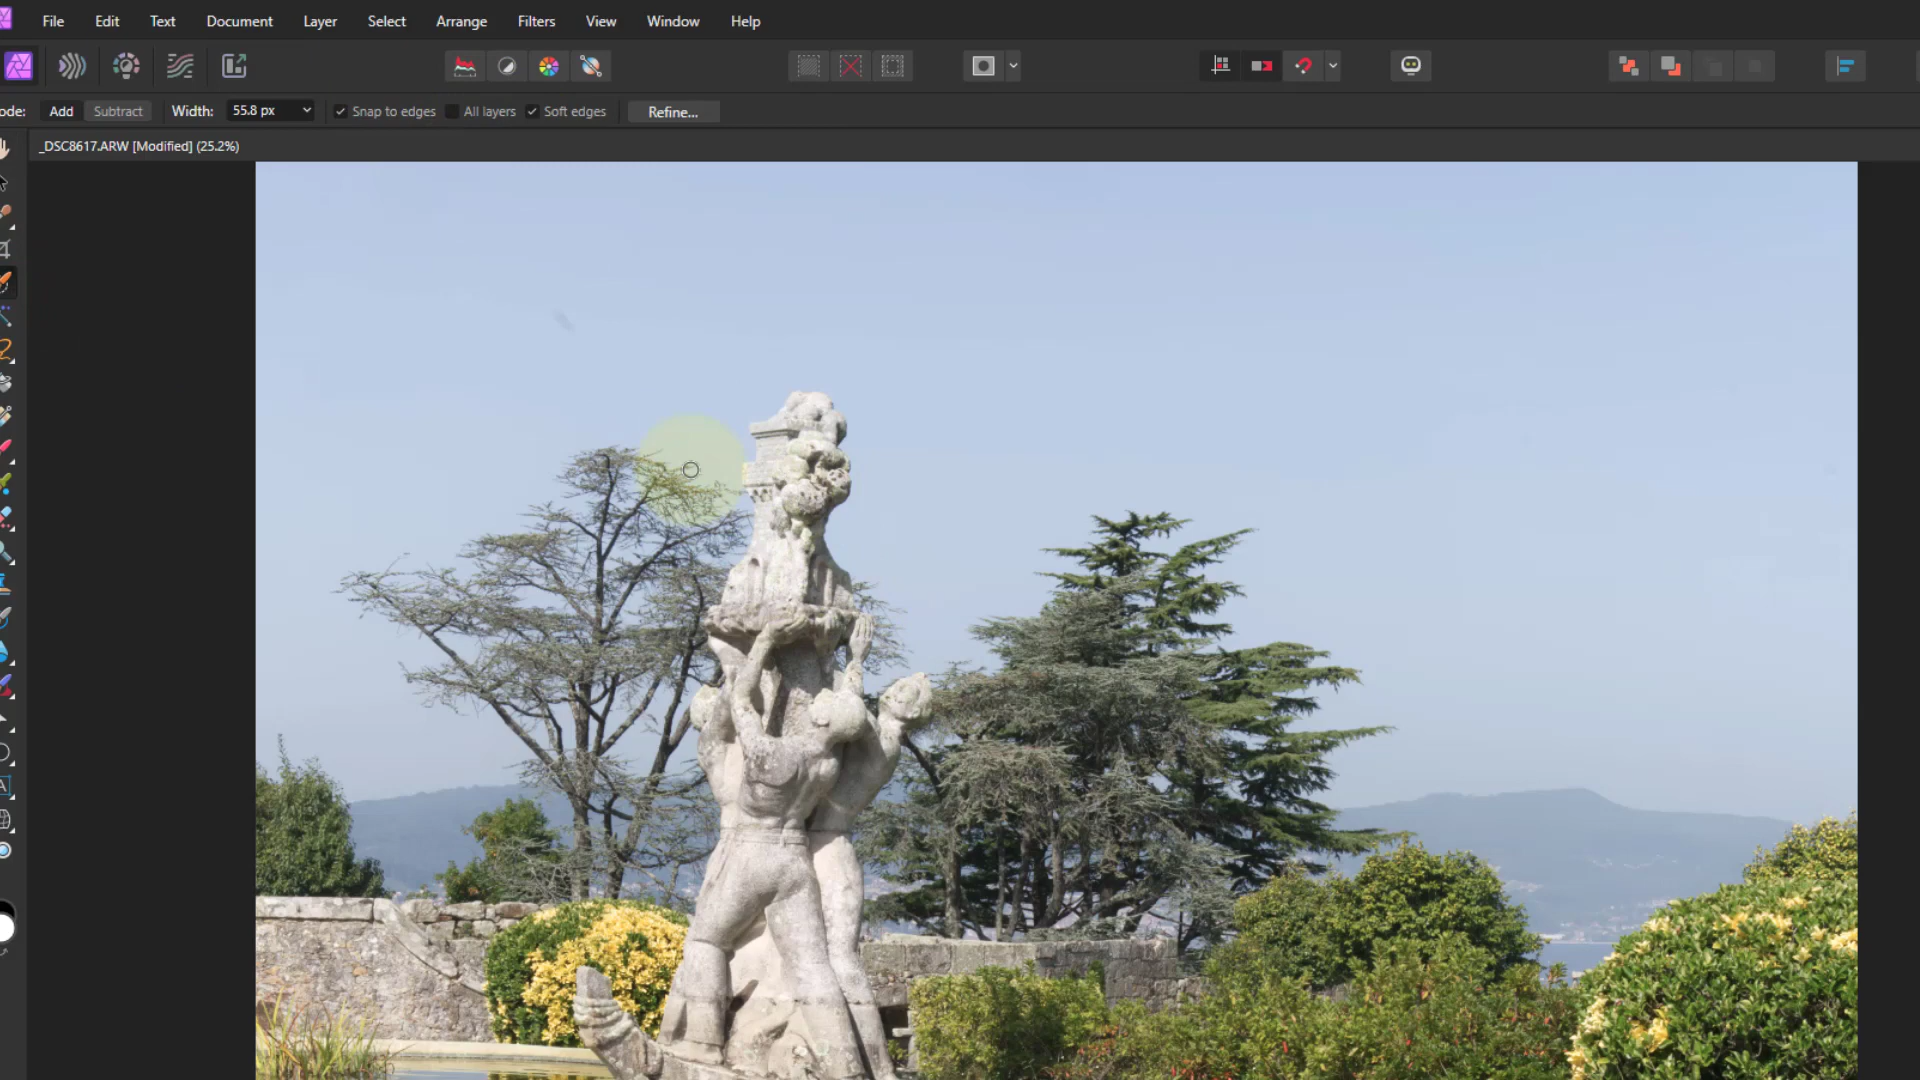 File Edit Text Document Layer Select Arrange Filters View Window Help
ode: Add Subtract Width: 55.8 px Snap to edges All layers Soft edges Refine...
_DSC8617.ARW [Modified] (25.2%)